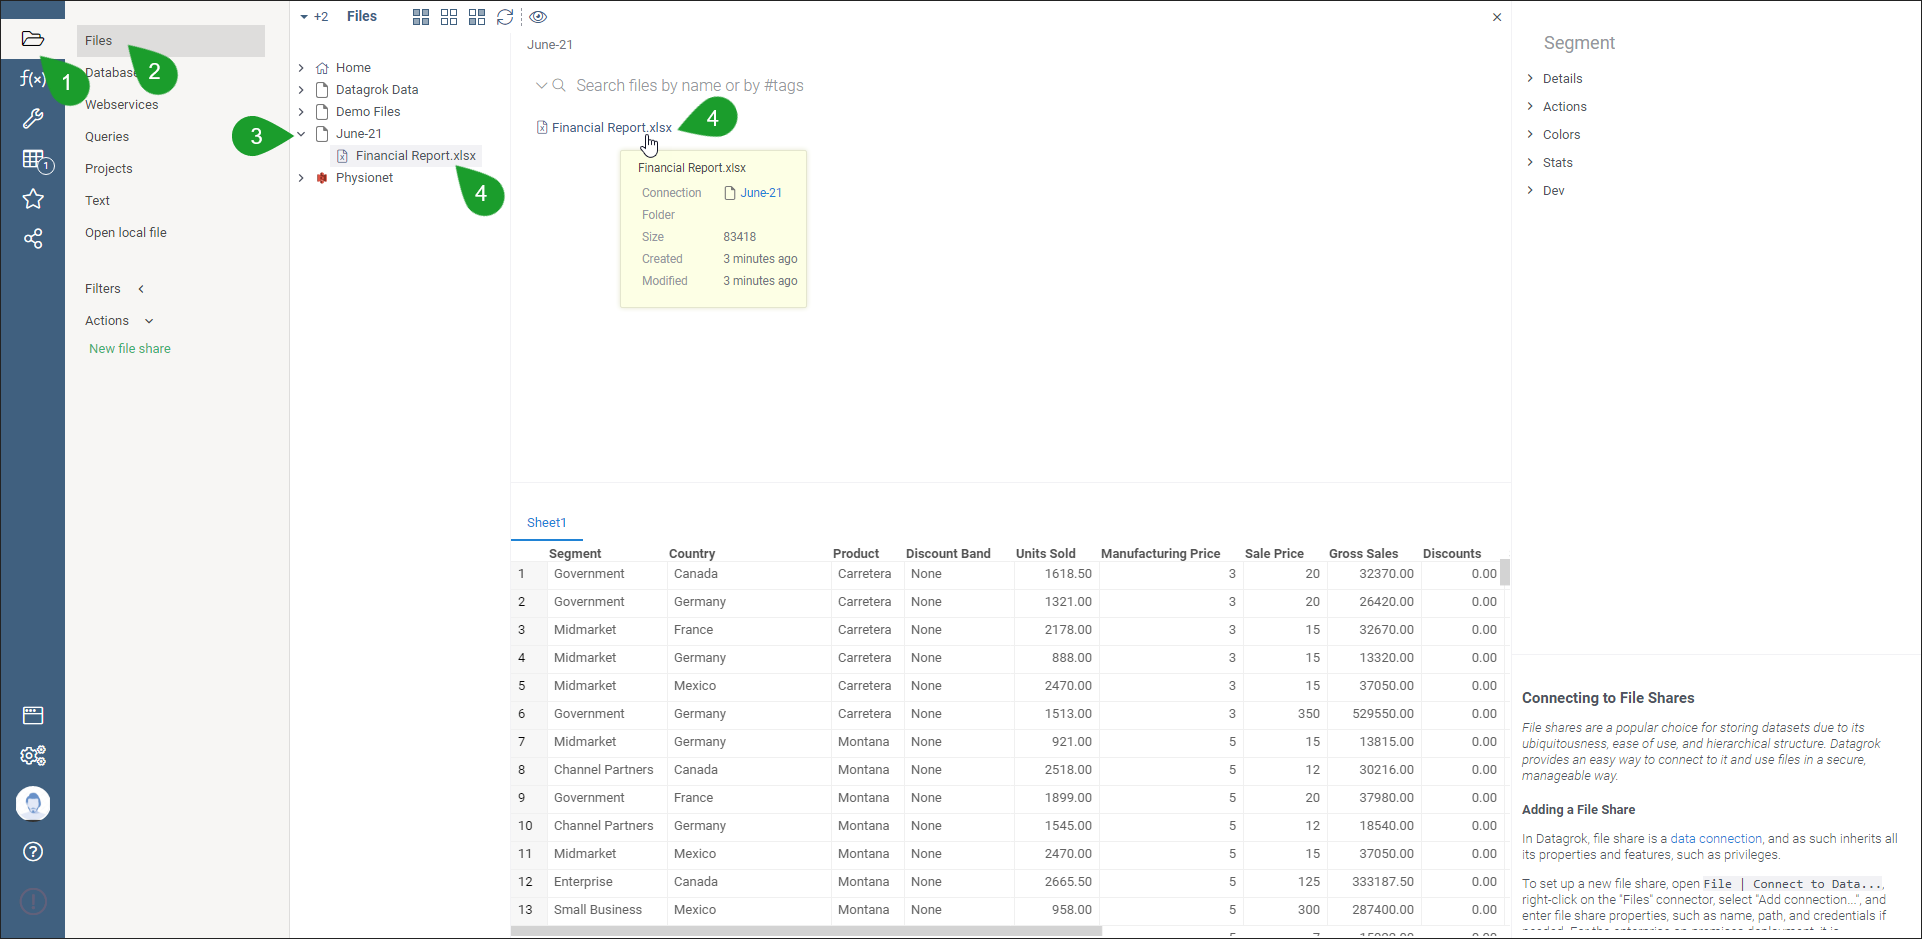 +2 Files
1
f(x)
1
Files
2
Database
Webservices
Queries
Projects
Text
Open local file
Filters
Actions
New file share
Home
Datagrok Data
Demo Files
3
June-21
Financial Report.xlsx
4
Physionet
June-21
Search files by name or by #tags
Financial Report.xlsx
4
Financial Report.xlsx
Connection June-21
Folder
Size 83418
Created 3 minutes ago
Modified 3 minutes ago
Sheet1
Segment Country Product Discount Band Units Sold Manufacturing Price Sale Price Gross Sales Discounts
1 Government Canada Carretera None 1618.50 3 20 32370.00 0.00
2 Government Germany Carretera None 1321.00 3 20 26420.00 0.00
3 Midmarket France Carretera None 2178.00 3 15 32670.00 0.00
4 Midmarket Germany Carretera None 888.00 3 15 13320.00 0.00
5 Midmarket Mexico Carretera None 2470.00 3 15 37050.00 0.00
6 Government Germany Carretera None 1513.00 3 350 529550.00 0.00
7 Midmarket Germany Montana None 921.00 5 15 13815.00 0.00
8 Channel Partners Canada Montana None 2518.00 5 12 30216.00 0.00
9 Government France Montana None 1899.00 5 20 37980.00 0.00
10 Channel Partners Germany Montana None 1545.00 5 12 18540.00 0.00
11 Midmarket Mexico Montana None 2470.00 5 15 37050.00 0.00
12 Enterprise Canada Montana None 2665.50 5 125 333187.50 0.00
13 Small Business Mexico Montana None 958.00 5 300 287400.00 0.00
Segment
Details
Actions
Colors
Stats
Dev
Connecting to File Shares
File shares are a popular choice for storing datasets due to its
ubiquitousness, ease of use, and hierarchical structure. Datagrok
provides an easy way to connect to it and use files in a secure,
manageable way.
Adding a File Share
In Datagrok, file share is a data connection, and as such inherits all
its properties and features, such as privileges.
To set up a new file share, open File | Connect to Data...,
right-click on the "Files" connector, select "Add connection...", and
enter file share properties, such as name, path, and credentials if